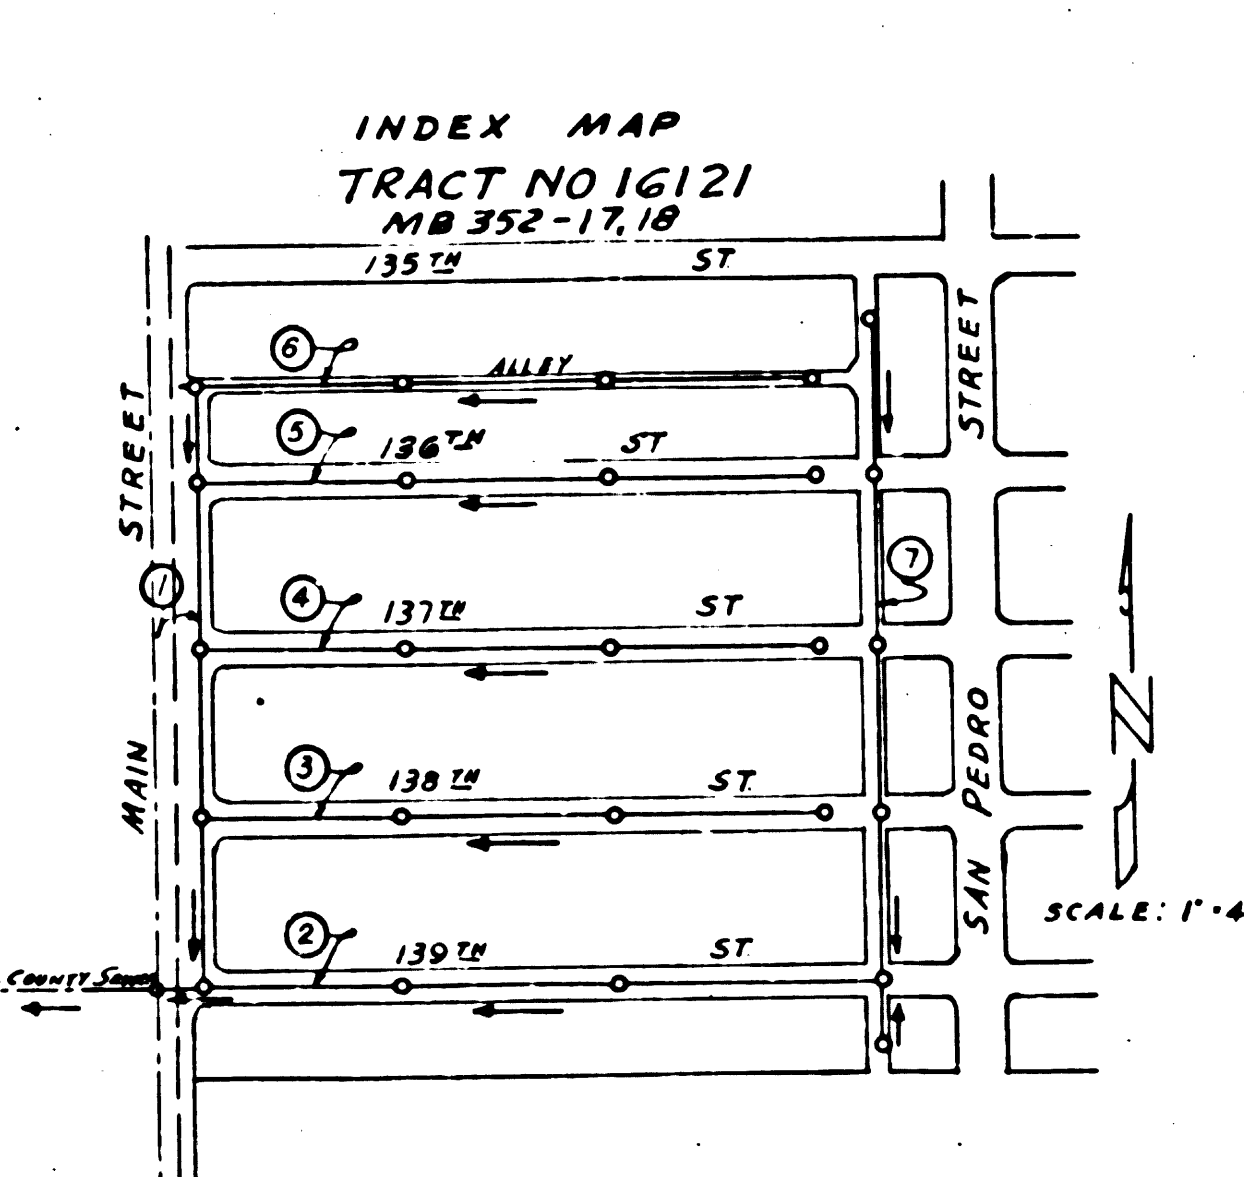 INDEX MAP
TRACT NO 16121
MB 352-17,18
135TH ST
6
ALLEY
STREET
STREET
5
136TH ST
1
7
4
137TH ST
N
MAIN
3
138TH ST
PEDRO
SAN
SCALE: 1"=4
2
139TH ST
COUNTY SEWER